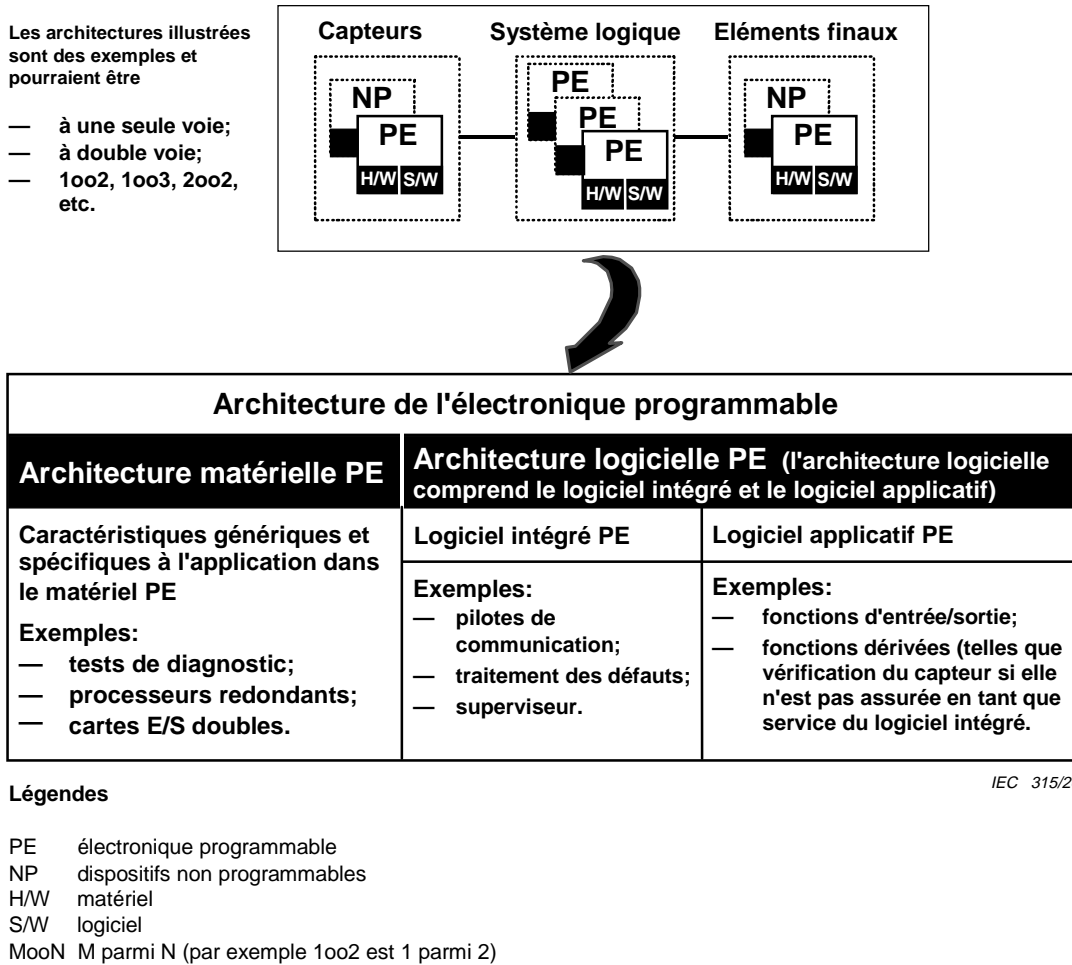 Les architectures illustrées
sont des exemples et
pourraient être
— à une seule voie;
— à double voie;
— 1oo2, 1oo3, 2oo2,
etc.
Capteurs
Système logique
Eléments finaux
NP
PE
H/W S/W
PE
PE
PE
H/W S/W
NP
PE
H/W S/W
Architecture de l'électronique programmable
Architecture matérielle PE
Architecture logicielle PE (l'architecture logicielle
comprend le logiciel intégré et le logiciel applicatif)
Caractéristiques génériques et
spécifiques à l'application dans
le matériel PE
Exemples:
— tests de diagnostic;
— processeurs redondants;
— cartes E/S doubles.
Logiciel intégré PE
Exemples:
— pilotes de
communication;
— traitement des défauts;
— superviseur.
Logiciel applicatif PE
Exemples:
— fonctions d'entrée/sortie;
— fonctions dérivées (telles que
vérification du capteur si elle
n'est pas assurée en tant que
service du logiciel intégré.
IEC 315/2
Légendes
PE électronique programmable
NP dispositifs non programmables
H/W matériel
S/W logiciel
MooN M parmi N (par exemple 1oo2 est 1 parmi 2)